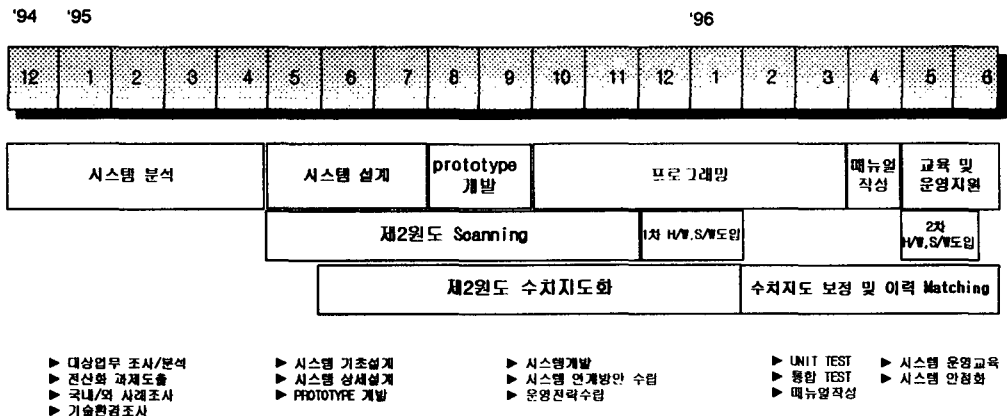 '94 '95 '96
12 1 2 3 4 5 6 7 8 9 10 11 12 1 2 3 4 5 6
시스템 분석 시스템 설계 prototype 개발 프로그래밍 매뉴얼 작성 교육 및 운영지원
제2원도 Scanning 1차 H/W,S/W도입 2차 H/W,S/W도입
제2원도 수치지도화 수치지도 보정 및 이력 Matching
▶ 대상업무 조사/분석
▶ 전산화 과제도출
▶ 국내/외 사례조사
▶ 기술환경조사
▶ 시스템 기초설계
▶ 시스템 상세설계
▶ PROTOTYPE 개발
▶ 시스템개발
▶ 시스템 연계방안 수립
▶ 운영전략수립
▶ UNIT TEST
▶ 통합 TEST
▶ 매뉴얼작성
▶ 시스템 운영교육
▶ 시스템 안정화